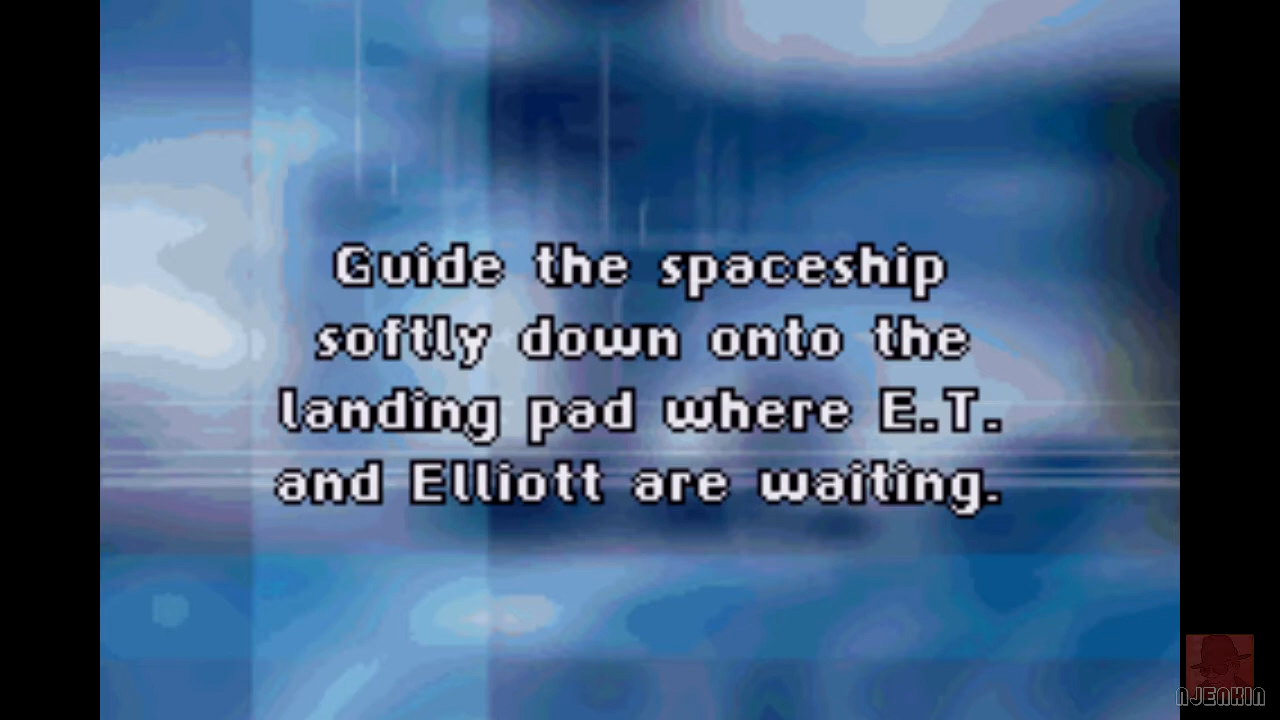 Guide the spaceship
softly down onto the
landing pad where E.T.
and Elliott are waiting.
NJENKIN